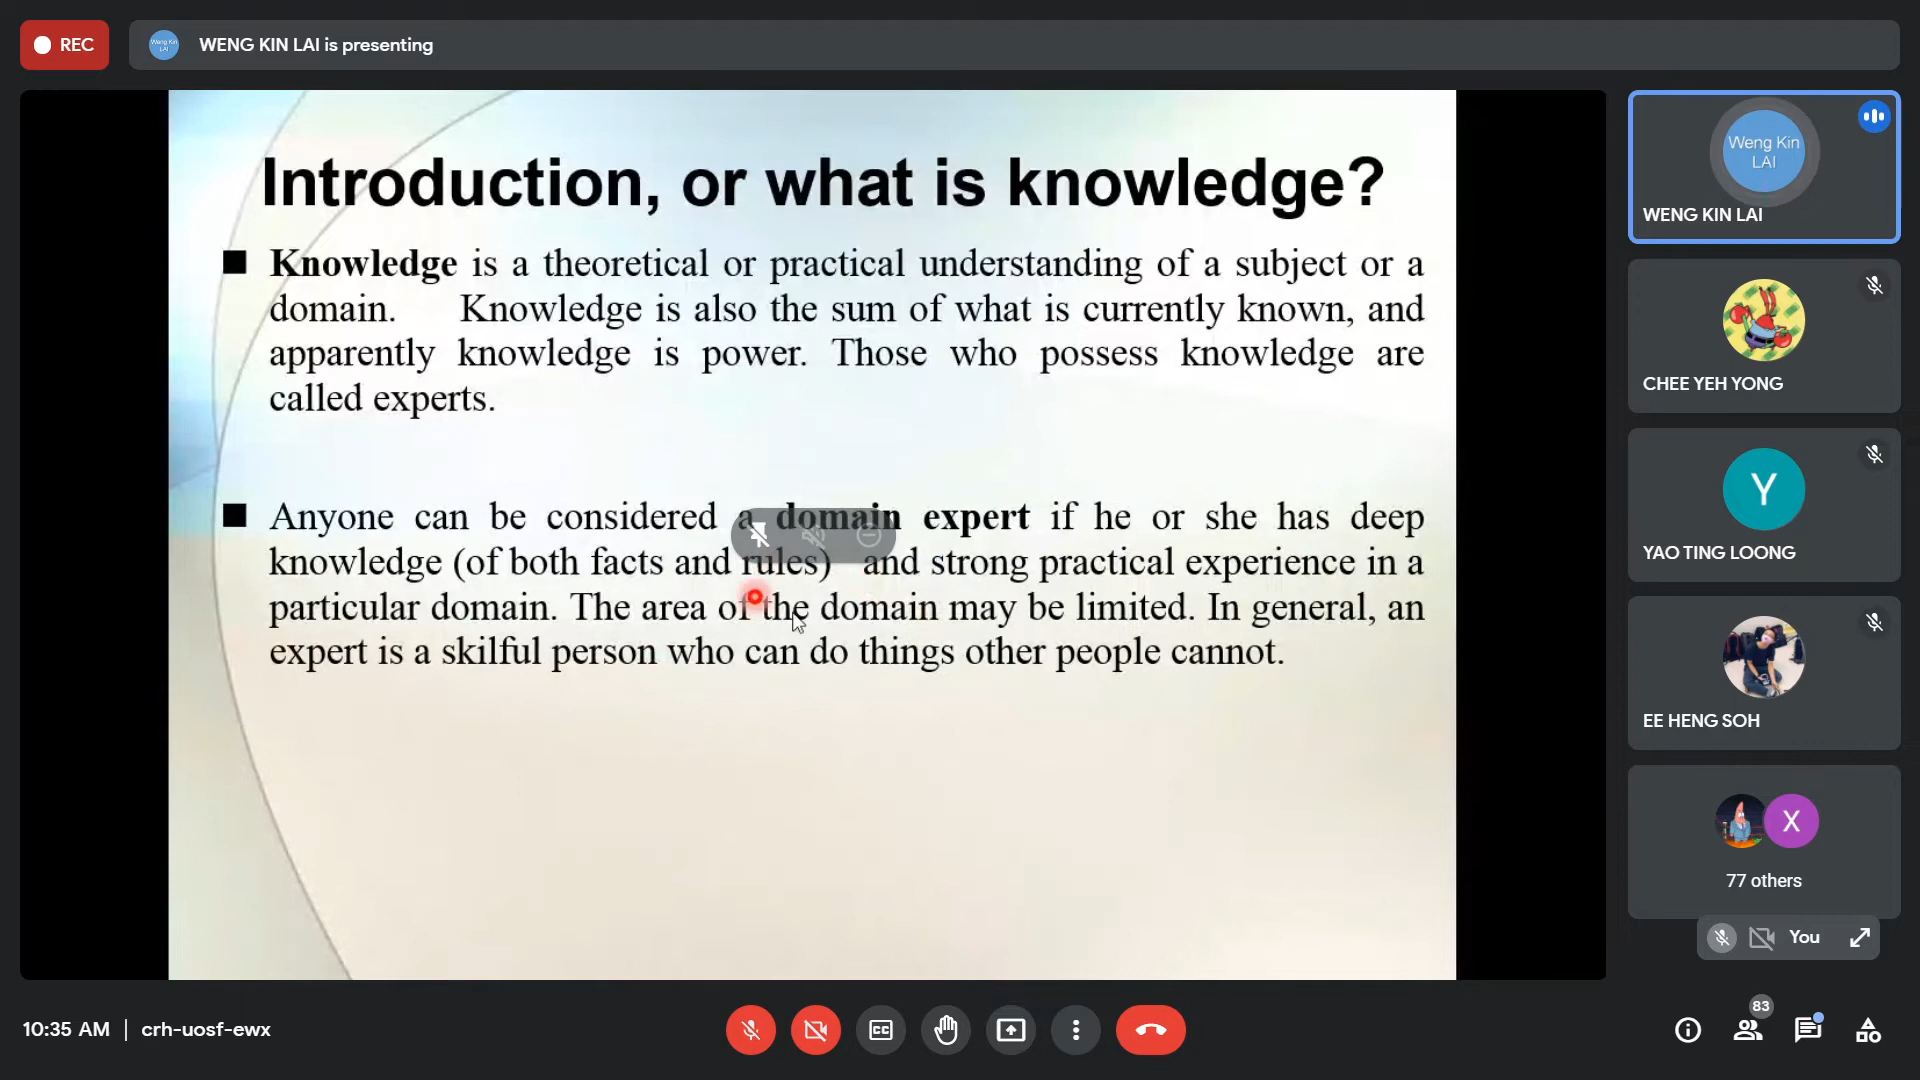 REC
Weng Kin
LAI
WENG KIN LAI is presenting
Introduction, or what is knowledge?
Knowledge is a theoretical or practical understanding of a subject or a
domain. Knowledge is also the sum of what is currently known, and
apparently knowledge is power. Those who possess knowledge are
called experts.
Anyone can be considered a domain expert if he or she has deep
knowledge (of both facts and rules) and strong practical experience in a
particular domain. The area of the domain may be limited. In general, an
expert is a skilful person who can do things other people cannot.
Weng Kin
LAI
WENG KIN LAI
CHEE YEH YONG
Y
YAO TING LOONG
EE HENG SOH
X
77 others
You
10:35 AM | crh-uosf-ewx
CC
83